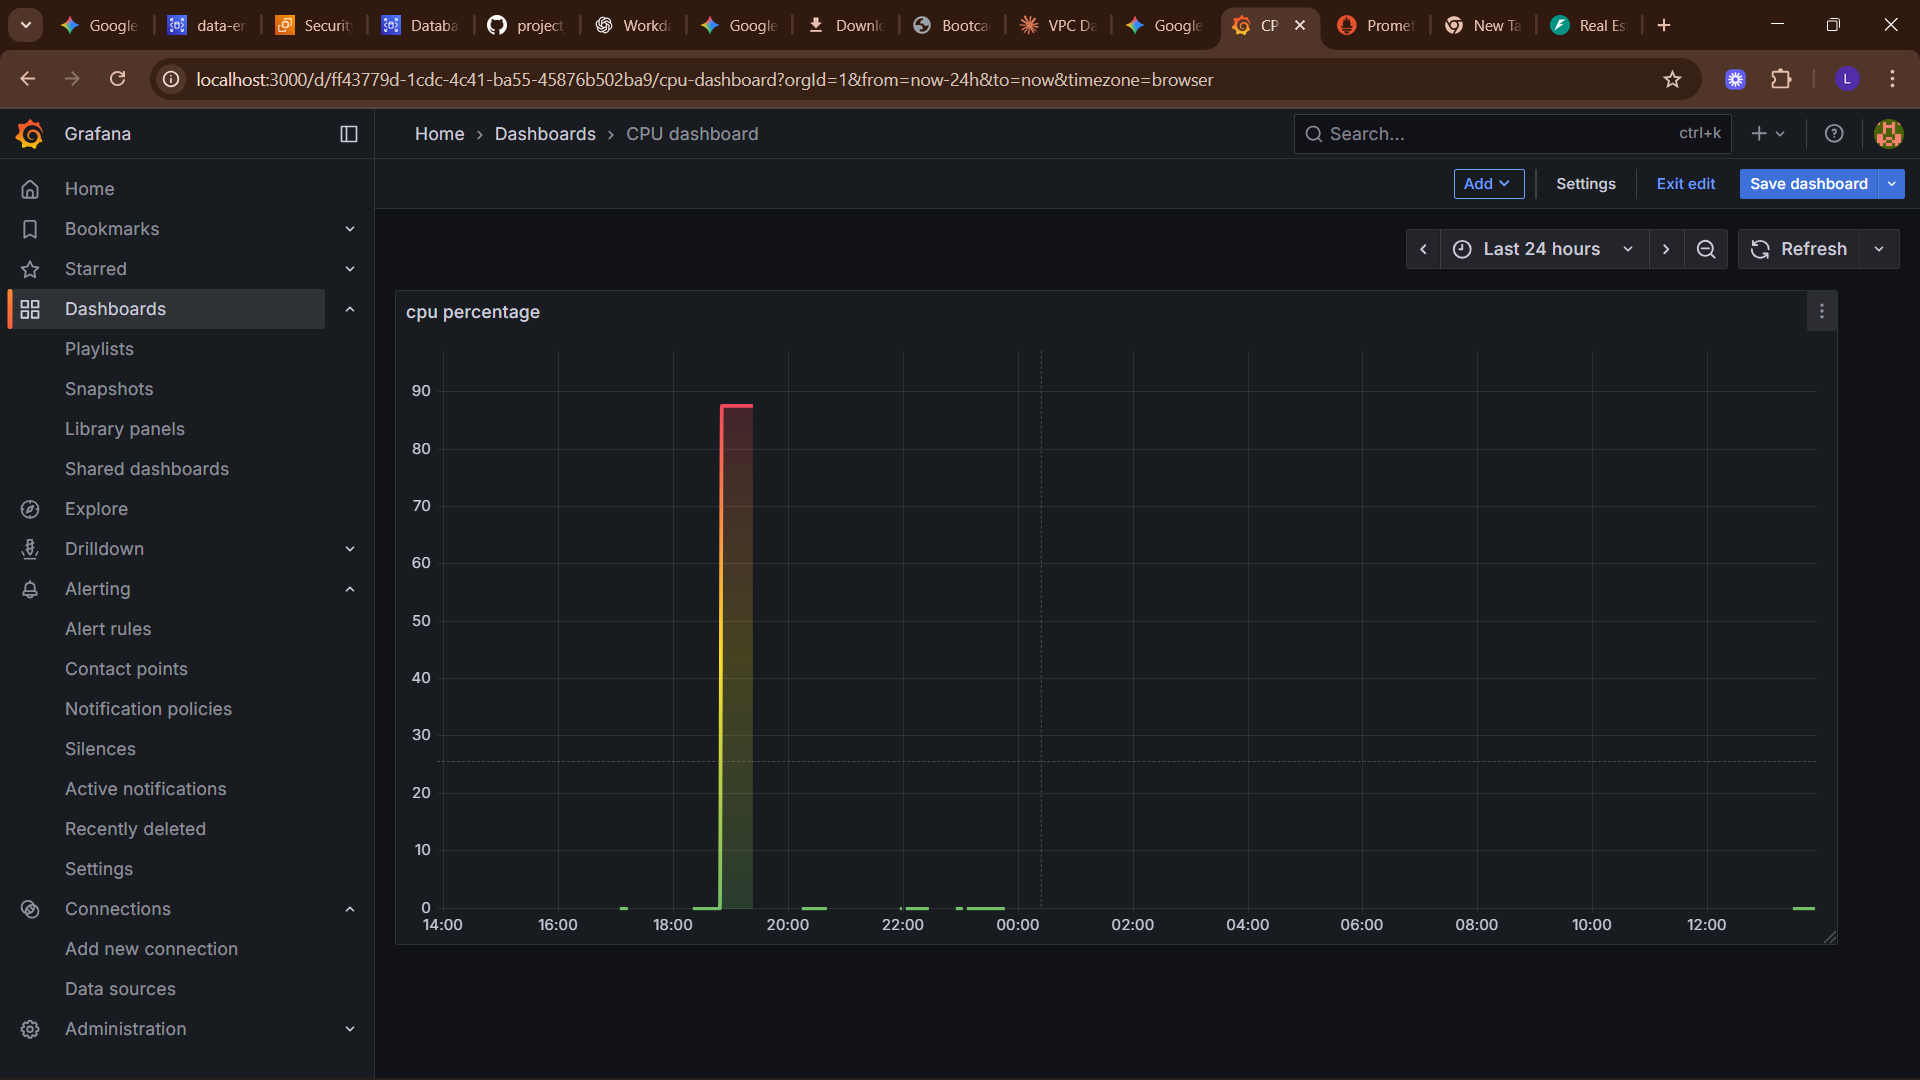 Google
data-en
Security
Databa
project
Workda
Google
Downlo
Bootca
VPC Da
Google
CP
Promet
New Ta
Real Es
localhost:3000/d/ff43779d-1cdc-4c41-ba55-45876b502ba9/cpu-dashboard?orgId=1&from=now-24h&to=now&timezone=browser
L
Grafana
Home › Dashboards › CPU dashboard
Search...
ctrl+k
Add
Settings
Exit edit
Save dashboard
Last 24 hours
Refresh
Home
Bookmarks
Starred
Dashboards
Playlists
Snapshots
Library panels
Shared dashboards
Explore
Drilldown
Alerting
Alert rules
Contact points
Notification policies
Silences
Active notifications
Recently deleted
Settings
Connections
Add new connection
Data sources
Administration
cpu percentage
90
80
70
60
50
40
30
20
10
0
14:00
16:00
18:00
20:00
22:00
00:00
02:00
04:00
06:00
08:00
10:00
12:00